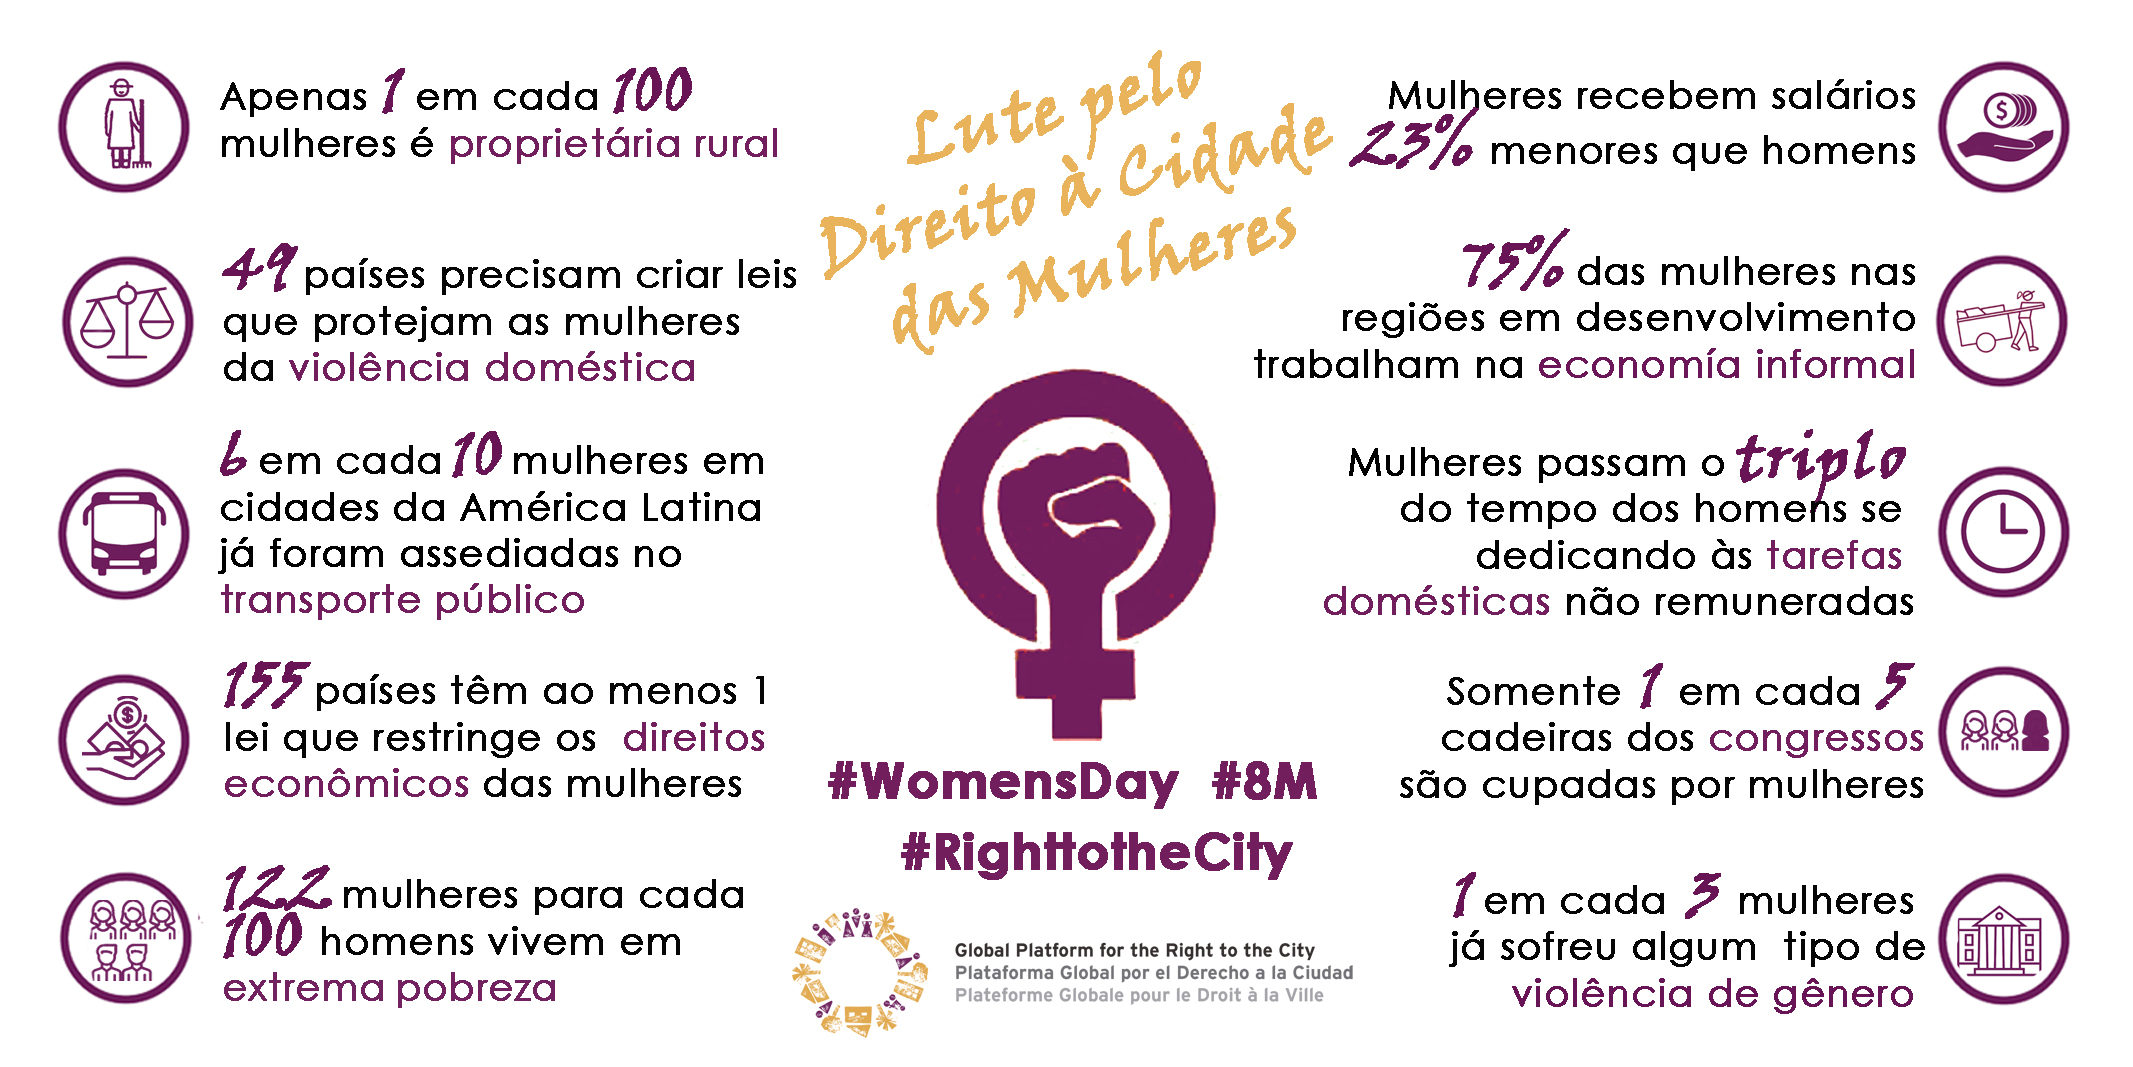 Apenas 1 em cada 100
mulheres é proprietária rural
49 países precisam criar leis
que protejam as mulheres
da violência doméstica
6 em cada 10 mulheres em
cidades da América Latina
já foram assediadas no
transporte público
155 países têm ao menos 1
lei que restringe os direitos
econômicos das mulheres
122 mulheres para cada
100 homens vivem em
extrema pobreza
Lute pelo
Direito à Cidade
das Mulheres
#WomensDay #8M
#RighttotheCity
Global Platform for the Right to the City
Plataforma Global por el Derecho a la Ciudad
Plateforme Globale pour le Droit à la Ville
Mulheres recebem salários
23% menores que homens
75% das mulheres nas
regiões em desenvolvimento
trabalham na economía informal
Mulheres passam o triplo
do tempo dos homens se
dedicando às tarefas
domésticas não remuneradas
Somente 1 em cada 5
cadeiras dos congressos
são cupadas por mulheres
1 em cada 3 mulheres
já sofreu algum tipo de
violência de gênero